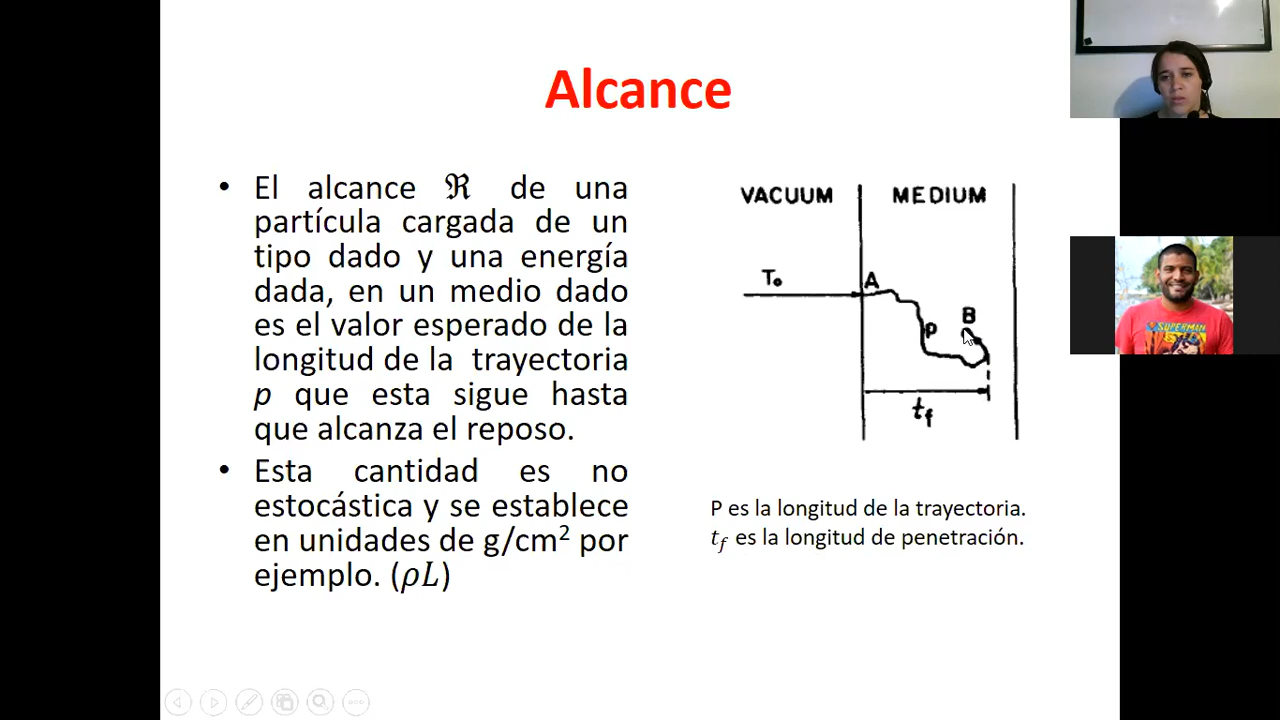 Alcance
• El alcance ℜ de una
partícula cargada de un
tipo dado y una energía
dada, en un medio dado
es el valor esperado de la
longitud de la trayectoria
p que esta sigue hasta
que alcanza el reposo.
• Esta cantidad es no
estocástica y se establece
en unidades de g/cm² por
ejemplo. (ρL)
VACUUM
MEDIUM
T₀
A
B
p
t_f
P es la longitud de la trayectoria.
t_f es la longitud de penetración.
SUPERMAN